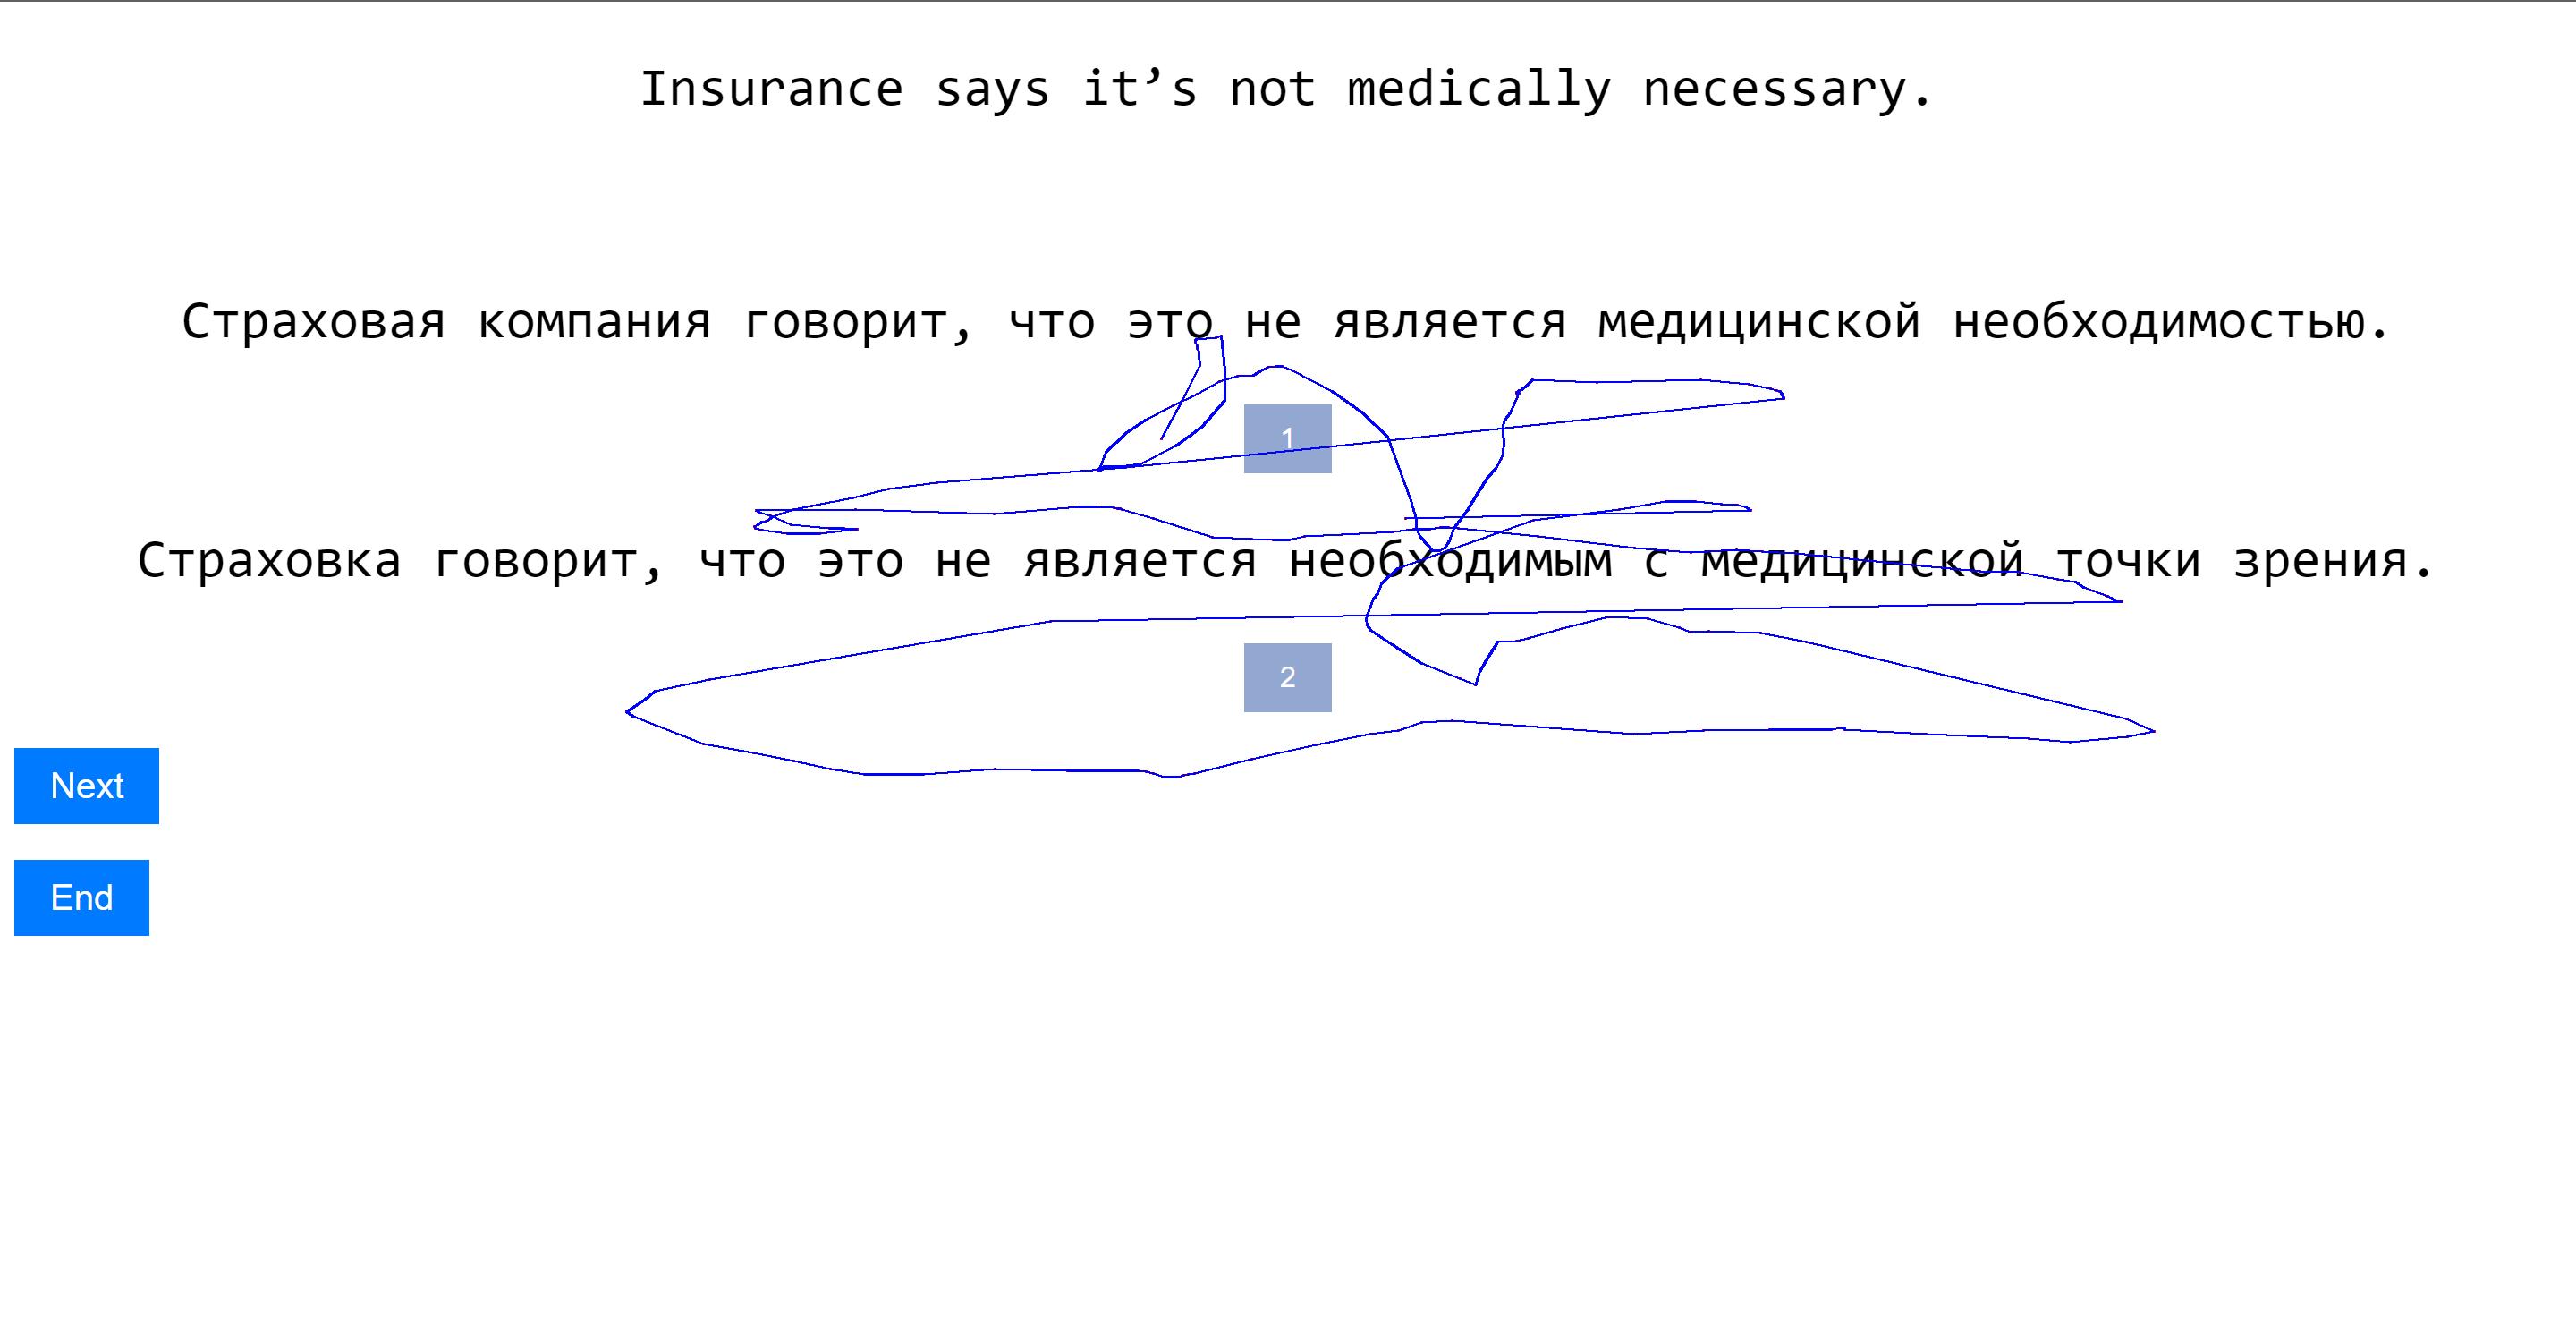 Insurance says it’s not medically necessary.
Страховая компания говорит, что это не является медицинской необходимостью.
1
Страховка говорит, что это не является необходимым с медицинской точки зрения.
2
Next
End